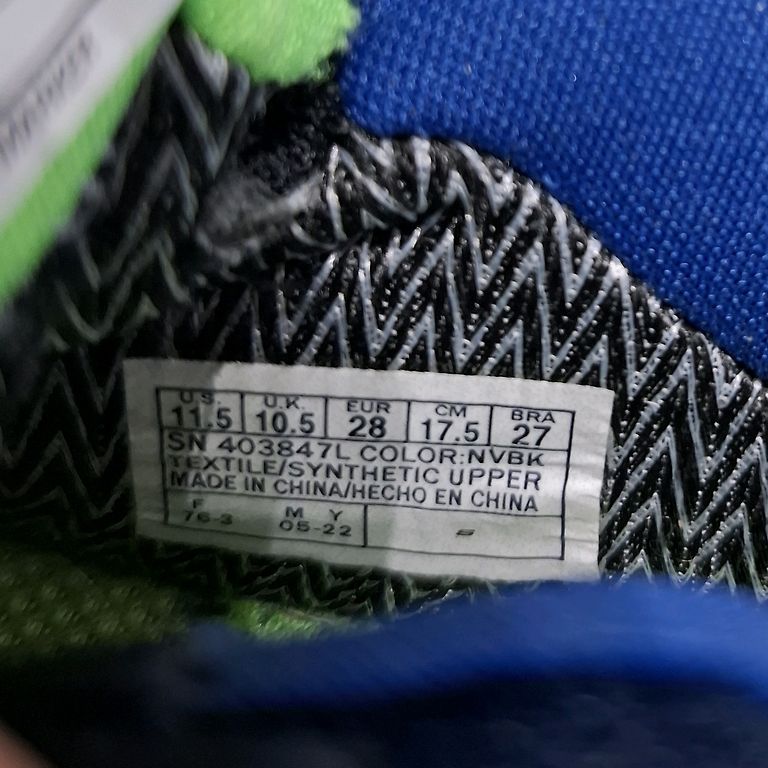 U.S. U.K. EUR CM BRA
11.5 10.5 28 17.5 27
SN 403847L COLOR:NVBK
TEXTILE/SYNTHETIC UPPER
MADE IN CHINA/HECHO EN CHINA
F M Y
76-3 05-22